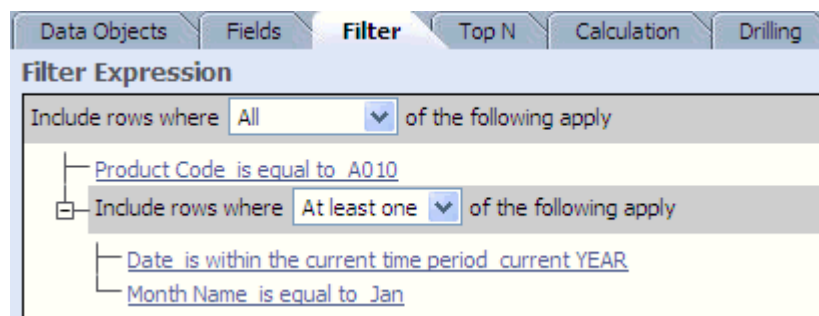 Data Objects Fields Filter Top N Calculation Drilling
Filter Expression
Include rows where All of the following apply
Product Code is equal to A010
Include rows where At least one of the following apply
Date is within the current time period current YEAR
Month Name is equal to Jan